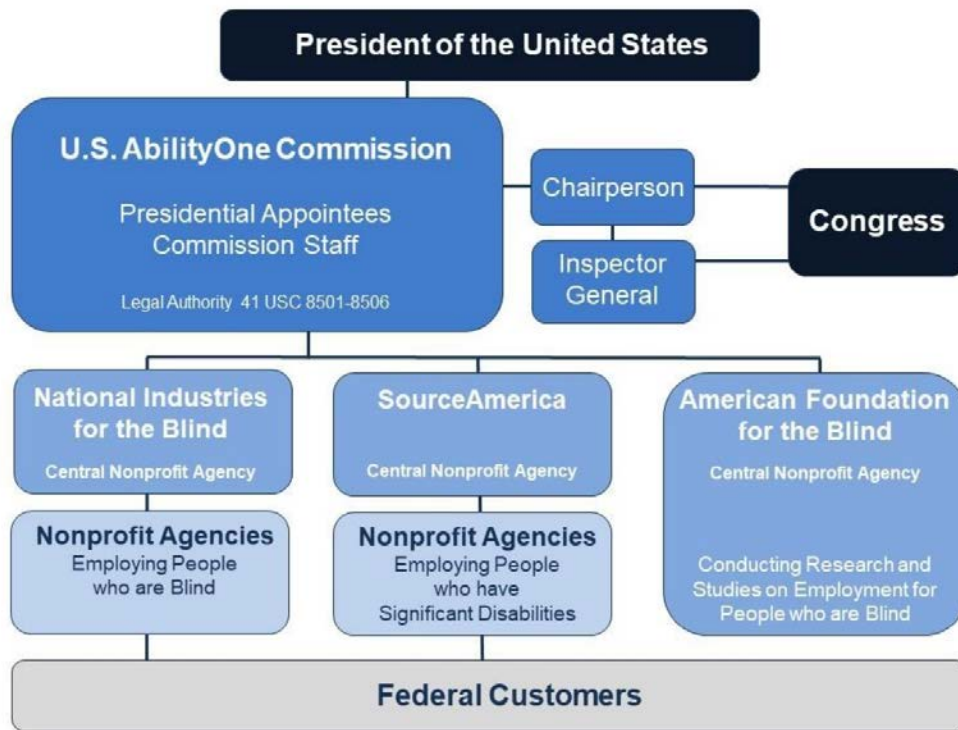 President of the United States
U.S. AbilityOne Commission
Presidential Appointees
Commission Staff
Legal Authority 41 USC 8501-8506
Chairperson
Inspector
General
Congress
National Industries
for the Blind
Central Nonprofit Agency
SourceAmerica
Central Nonprofit Agency
American Foundation
for the Blind
Central Nonprofit Agency
Conducting Research and
Studies on Employment for
People who are Blind
Nonprofit Agencies
Employing People
who are Blind
Nonprofit Agencies
Employing People
who have
Significant Disabilities
Federal Customers